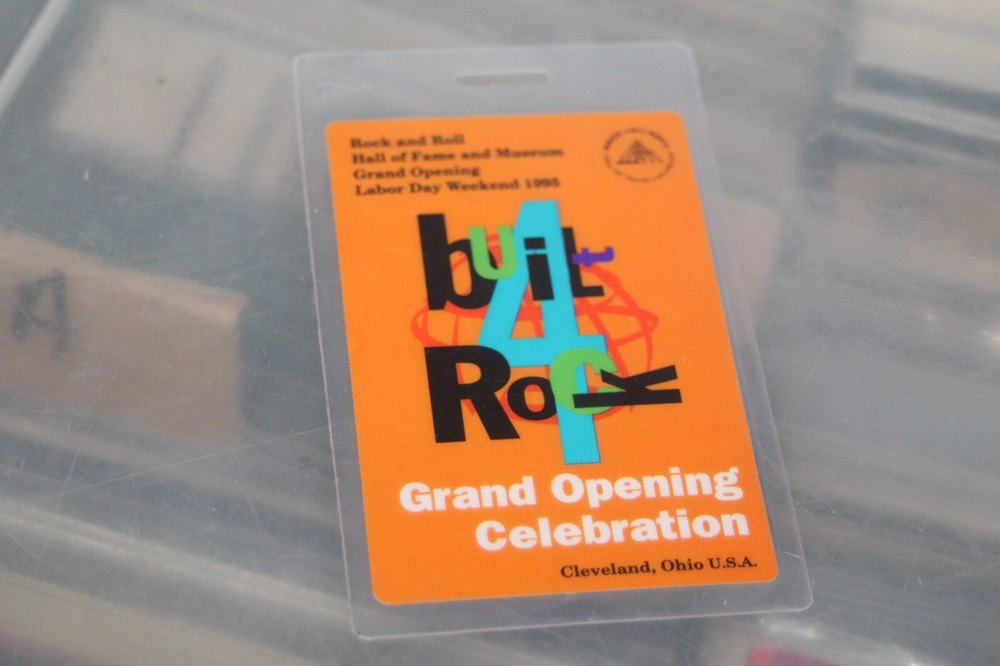 Rock and Roll
Hall of Fame and Museum
Grand Opening
Labor Day Weekend 1995
built
4
Rock
Grand Opening
Celebration
Cleveland, Ohio U.S.A.